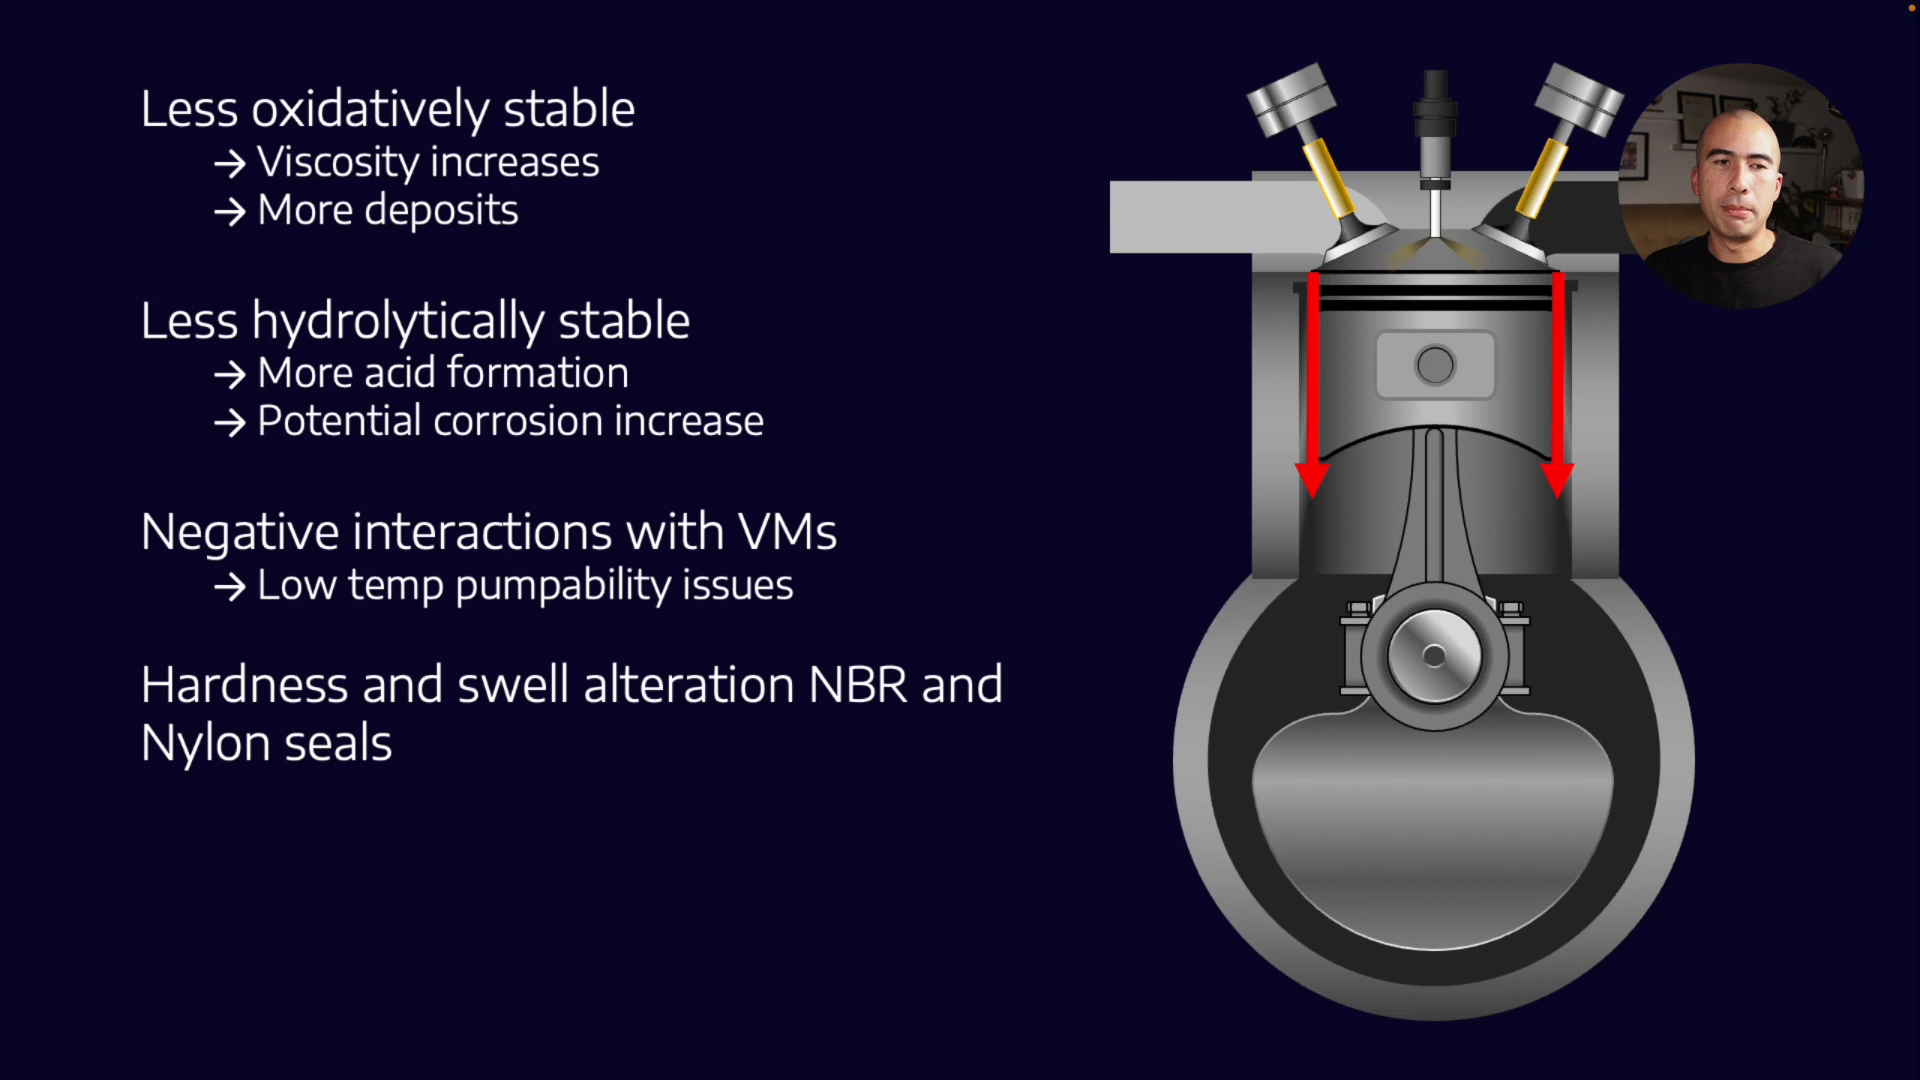 Less oxidatively stable
→ Viscosity increases
→ More deposits
Less hydrolytically stable
→ More acid formation
→ Potential corrosion increase
Negative interactions with VMs
→ Low temp pumpability issues
Hardness and swell alteration NBR and
Nylon seals